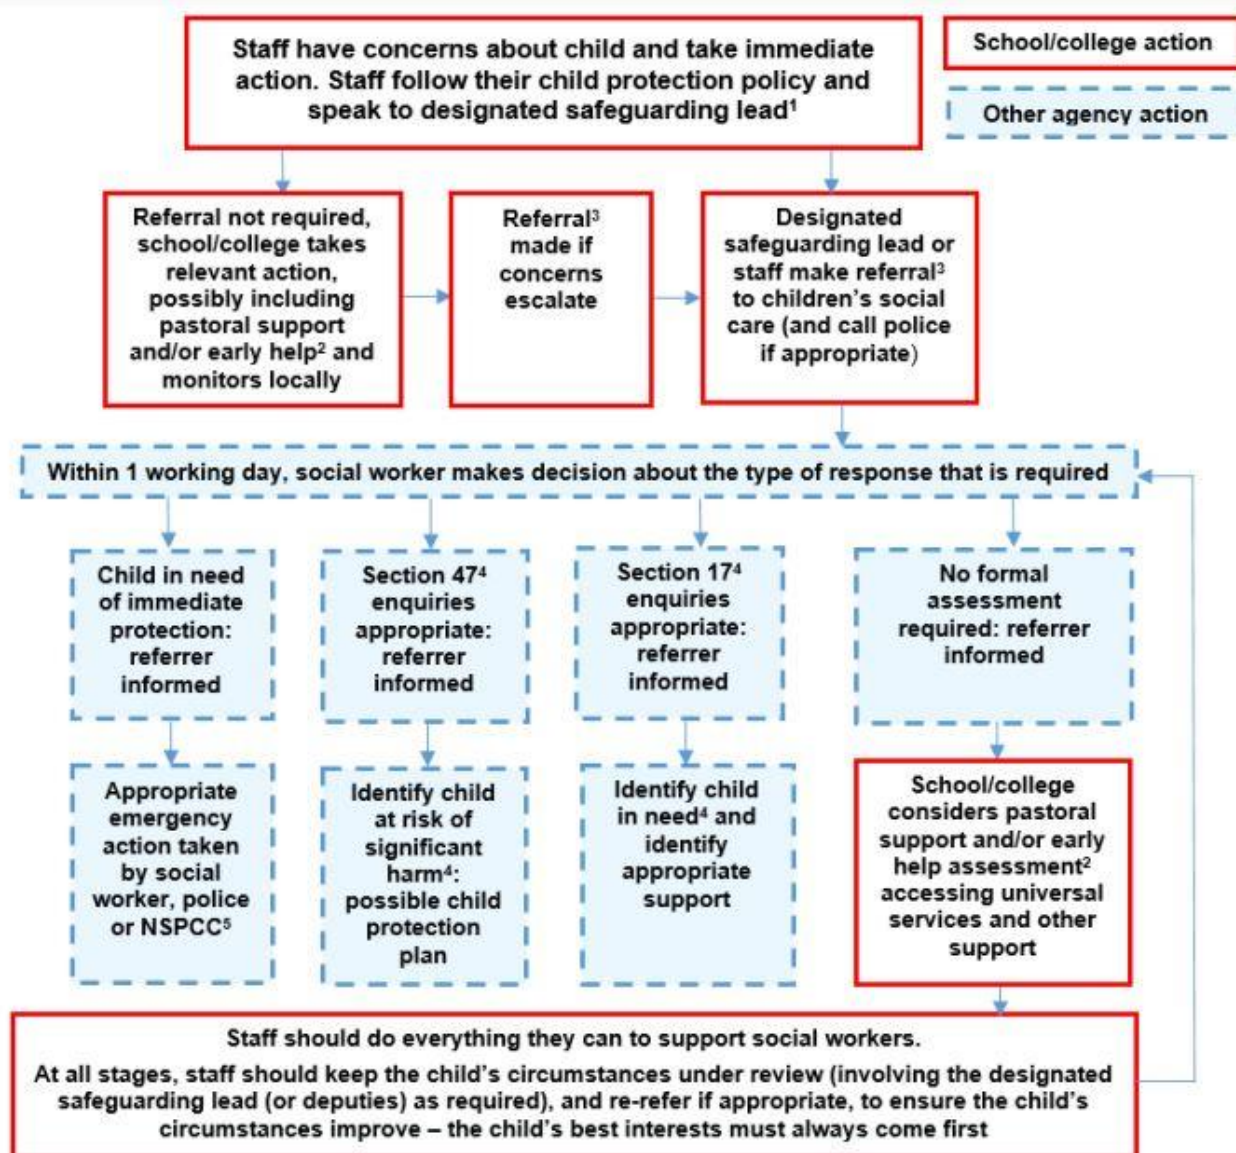 Staff have concerns about child and take immediate
action. Staff follow their child protection policy and
speak to designated safeguarding lead¹
School/college action
Other agency action
Referral not required,
school/college takes
relevant action,
possibly including
pastoral support
and/or early help² and
monitors locally
Referral³
made if
concerns
escalate
Designated
safeguarding lead or
staff make referral³
to children’s social
care (and call police
if appropriate)
Within 1 working day, social worker makes decision about the type of response that is required
Child in need
of immediate
protection:
referrer
informed
Section 47⁴
enquiries
appropriate:
referrer
informed
Section 17⁴
enquiries
appropriate:
referrer
informed
No formal
assessment
required: referrer
informed
Appropriate
emergency
action taken
by social
worker, police
or NSPCC⁵
Identify child
at risk of
significant
harm⁴:
possible child
protection
plan
Identify child
in need⁴ and
identify
appropriate
support
School/college
considers pastoral
support and/or early
help assessment²
accessing universal
services and other
support
Staff should do everything they can to support social workers.
At all stages, staff should keep the child’s circumstances under review (involving the designated
safeguarding lead (or deputies) as required), and re-refer if appropriate, to ensure the child’s
circumstances improve – the child’s best interests must always come first